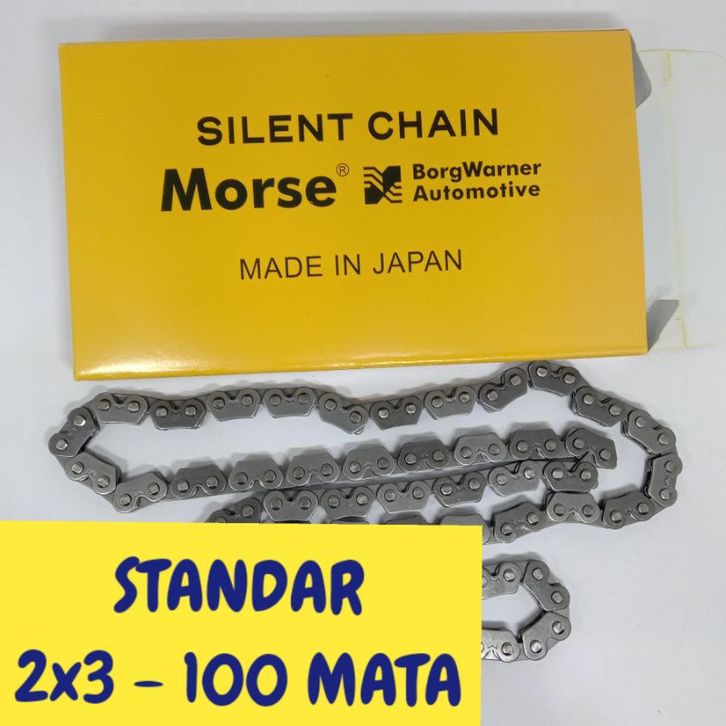 SILENT CHAIN
Morse® BorgWarner
Automotive
MADE IN JAPAN
STANDAR
2x3 - 100 MATA